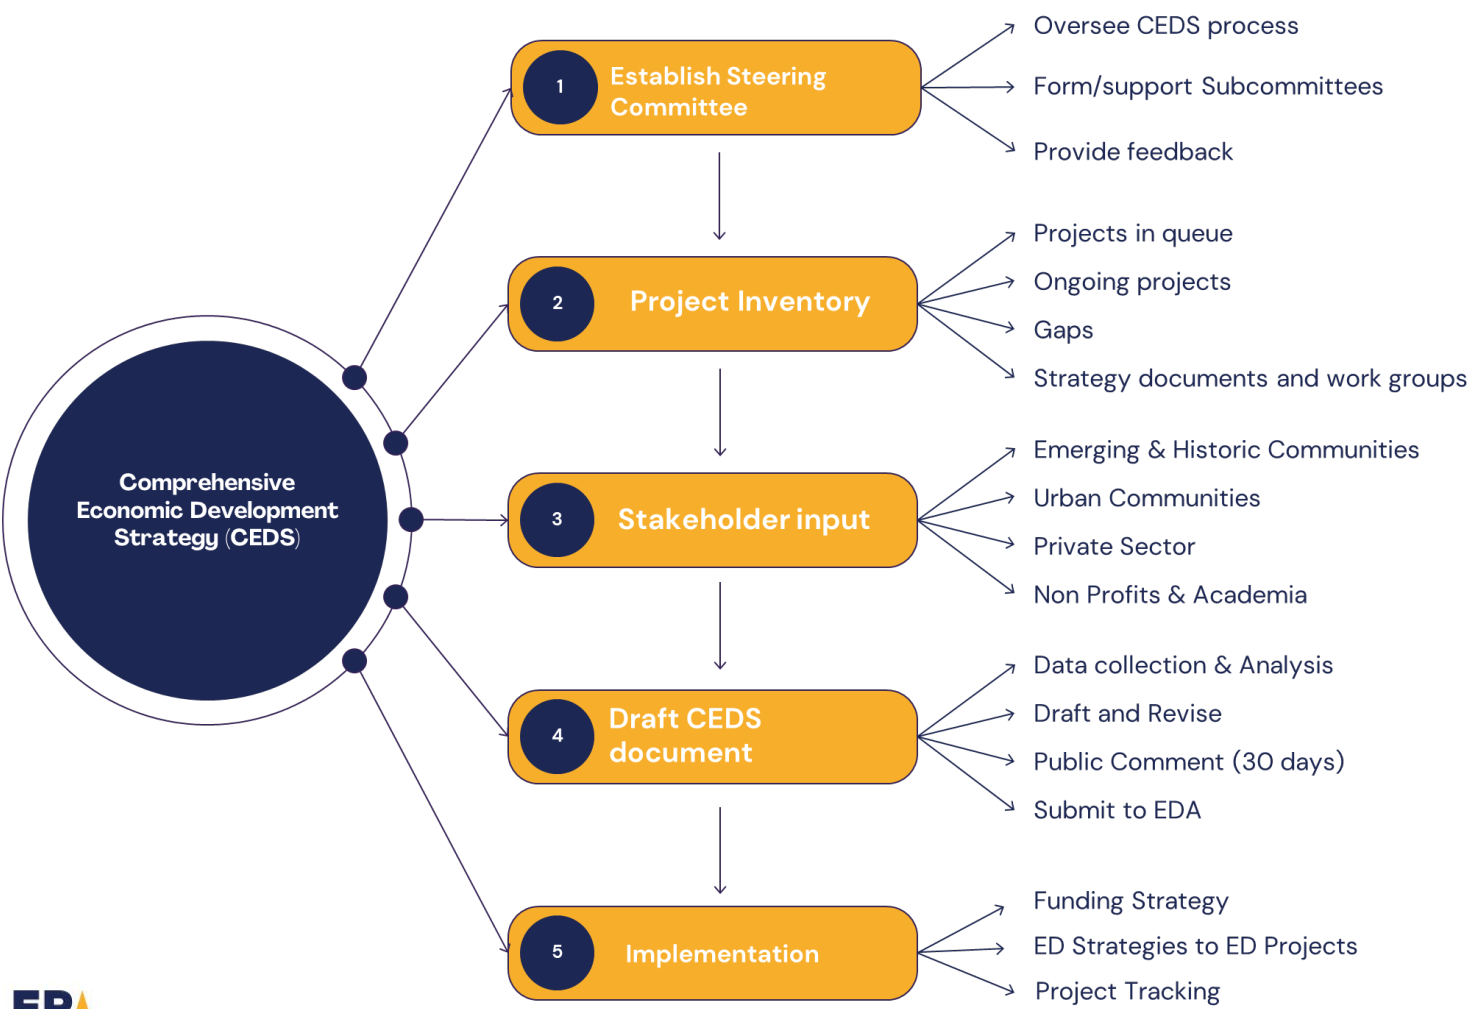 Comprehensive
Economic Development
Strategy (CEDS)
1
Establish Steering
Committee
Oversee CEDS process
Form/support Subcommittees
Provide feedback
2
Project Inventory
Projects in queue
Ongoing projects
Gaps
Strategy documents and work groups
3
Stakeholder input
Emerging & Historic Communities
Urban Communities
Private Sector
Non Profits & Academia
4
Draft CEDS
document
Data collection & Analysis
Draft and Revise
Public Comment (30 days)
Submit to EDA
5
Implementation
Funding Strategy
ED Strategies to ED Projects
Project Tracking